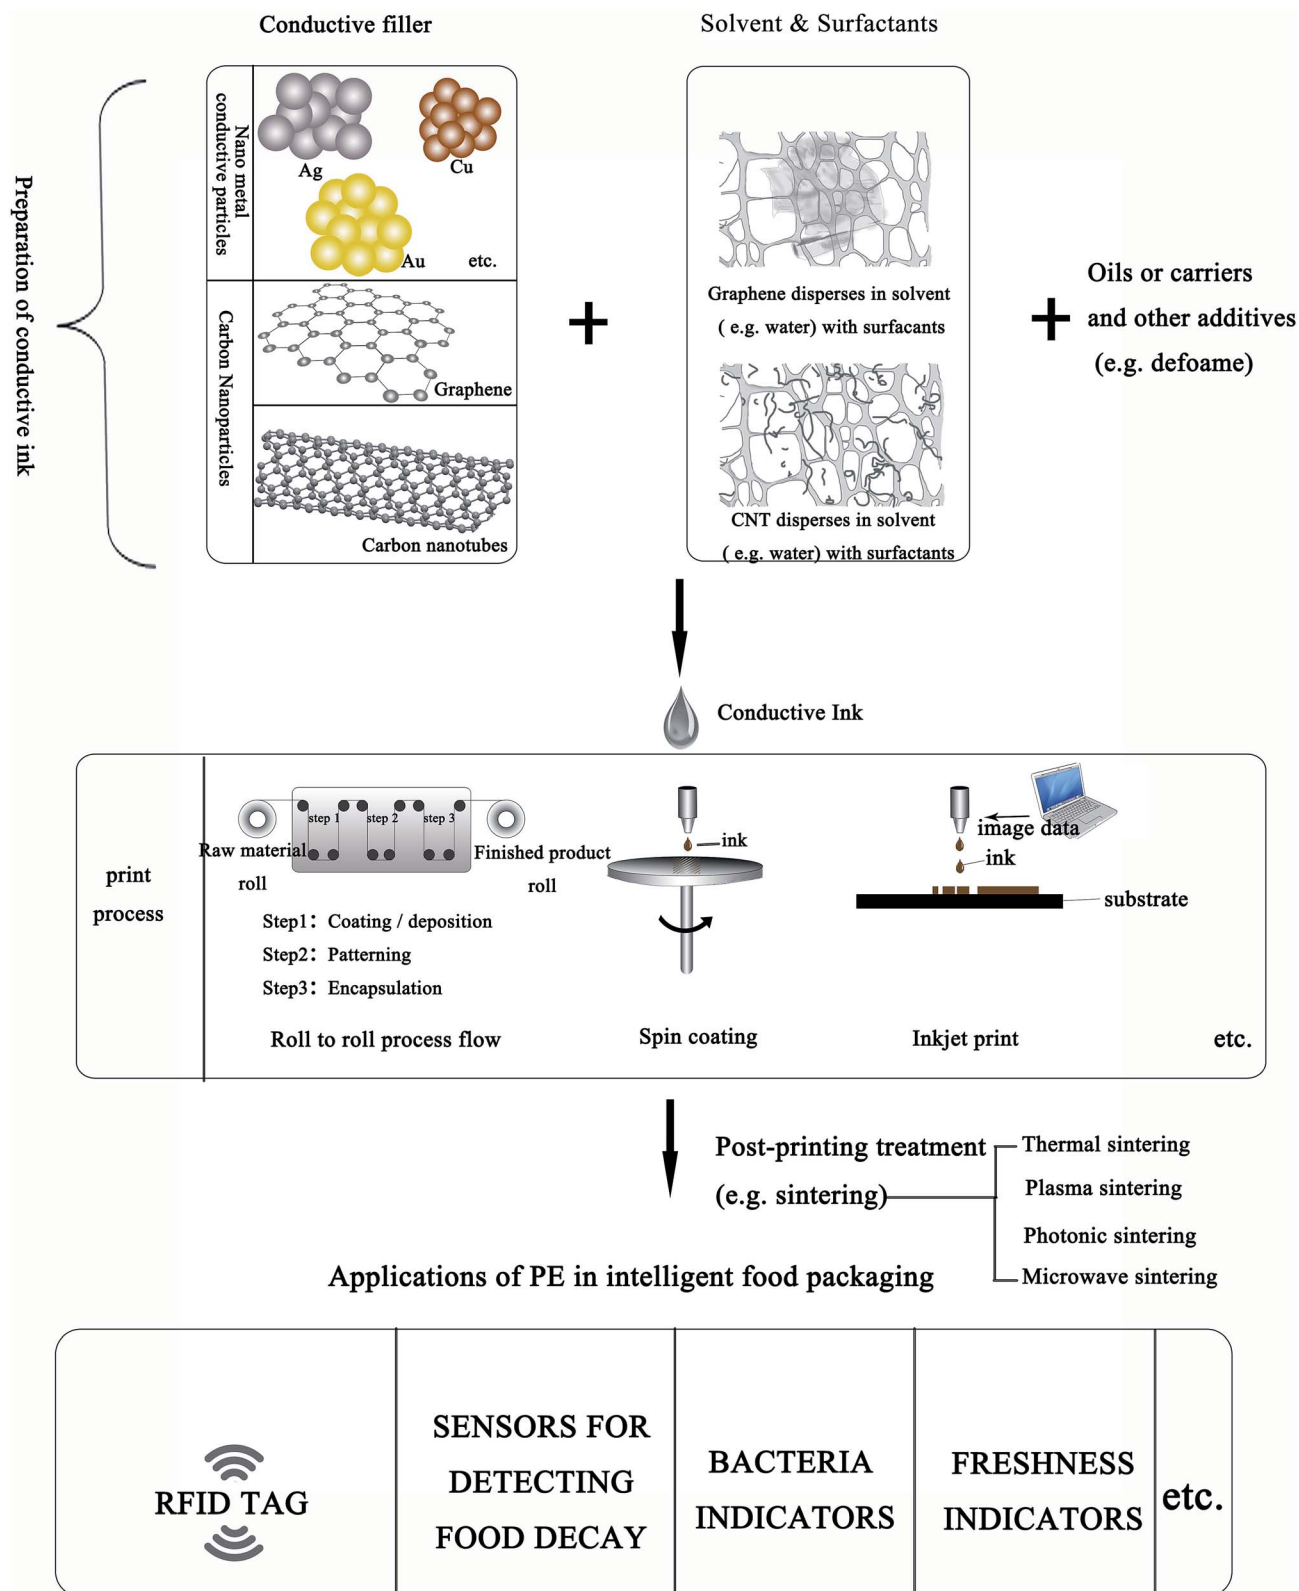 Conductive filler
Solvent & Surfactants
Preparation of conductive ink
Nano metal
conductive particles
Ag
Cu
Au
etc.
Carbon Nanoparticles
Graphene
Carbon nanotubes
+
Graphene disperses in solvent
( e.g. water) with surfacants
CNT disperses in solvent
( e.g. water) with surfactants
+
Oils or carriers
and other additives
(e.g. defoame)
Conductive Ink
print
process
step 1
step 2
step 3
Raw material
roll
Finished product
roll
Step1: Coating / deposition
Step2: Patterning
Step3: Encapsulation
Roll to roll process flow
ink
Spin coating
image data
ink
substrate
Inkjet print
etc.
Post-printing treatment
(e.g. sintering)
Thermal sintering
Plasma sintering
Photonic sintering
Microwave sintering
Applications of PE in intelligent food packaging
RFID TAG
SENSORS FOR
DETECTING
FOOD DECAY
BACTERIA
INDICATORS
FRESHNESS
INDICATORS
etc.